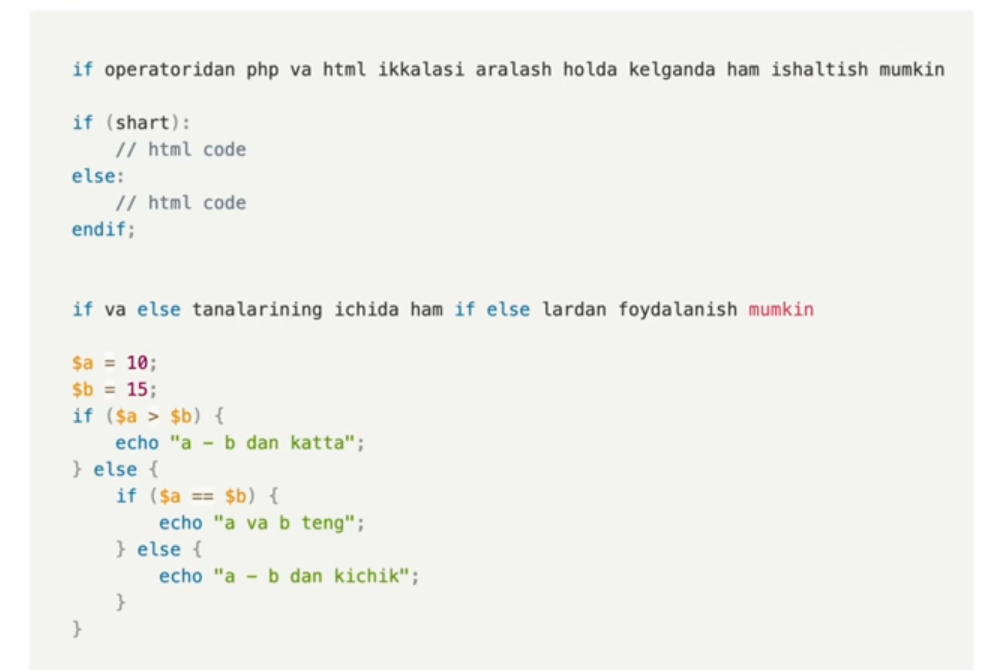 if operatoridan php va html ikkalasi aralash holda kelganda ham ishaltish mumkin
if (shart):
// html code
else:
// html code
endif;
if va else tanalarining ichida ham if else lardan foydalanish mumkin
$a = 10;
$b = 15;
if ($a > $b) {
echo "a - b dan katta";
} else {
if ($a == $b) {
echo "a va b teng";
} else {
echo "a - b dan kichik";
}
}